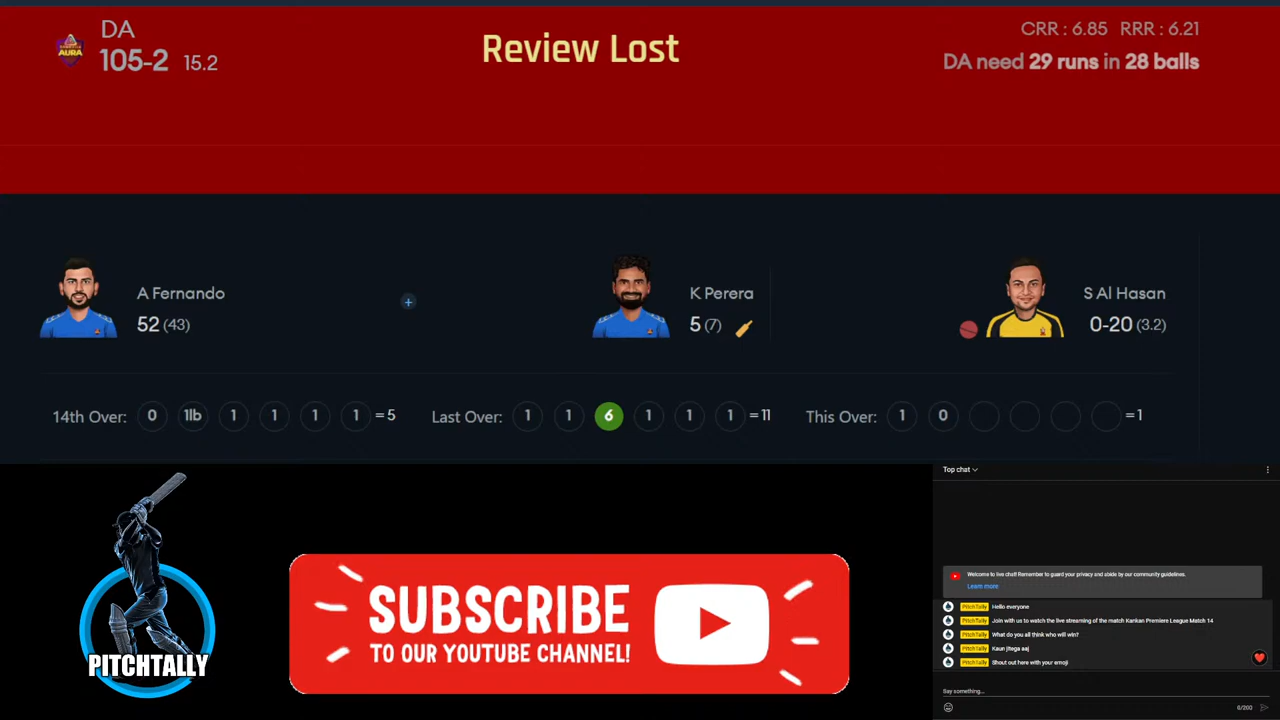 AURA
DA
105-2 15.2
Review Lost
CRR : 6.85 RRR : 6.21
DA need 29 runs in 28 balls
A Fernando
52 (43)
+
K Perera
5 (7)
S Al Hasan
0-20 (3.2)
14th Over: 0 1lb 1 1 1 1 = 5
Last Over: 1 1 6 1 1 1 = 11
This Over: 1 0 = 1
PITCHTALLY
SUBSCRIBE
TO OUR YOUTUBE CHANNEL!
Top chat
Welcome to live chat! Remember to guard your privacy and abide by our community guidelines.
Learn more
PitchTally Hello everyone
PitchTally Join with us to watch the live streaming of the match Kankan Premiere League Match 14
PitchTally What do you all think who will win?
PitchTally Kaun jitega aaj
PitchTally Shout out here with your emoji
Say something...
0/200